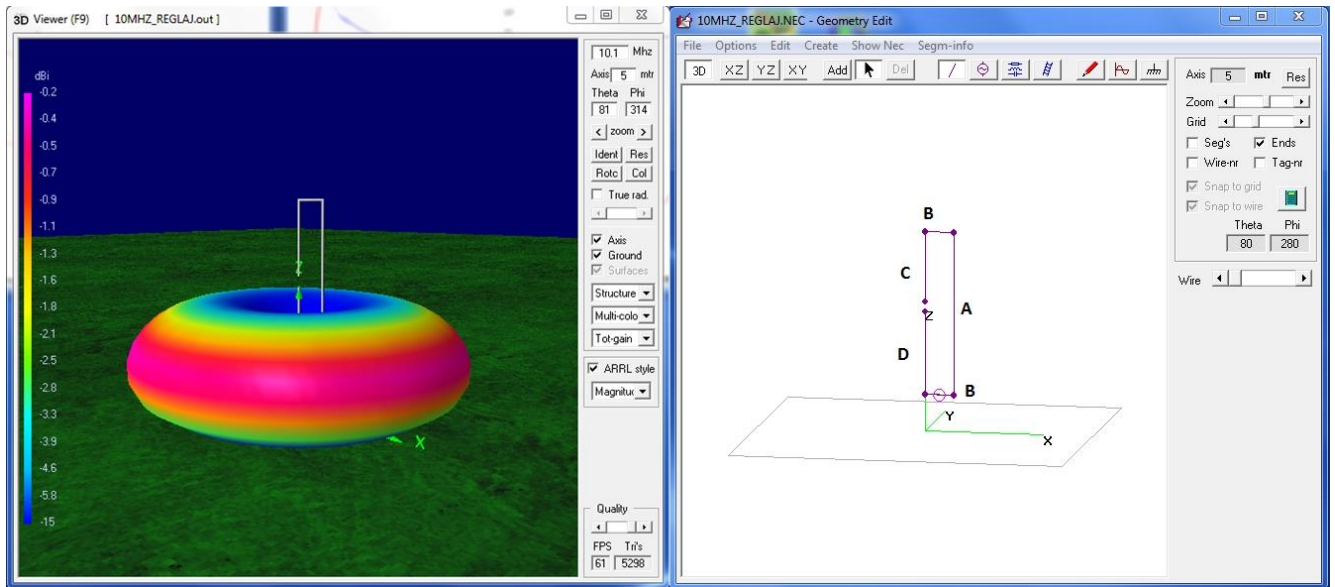 3D Viewer (F9) [ 10MHZ_REGLAJ.out ]
dBi
-0.2
-0.4
-0.5
-0.7
-0.9
-1.1
-1.3
-1.6
-1.8
-2.1
-2.5
-2.8
-3.3
-3.9
-4.6
-5.8
-15
Z
X
10.1 Mhz
Axis 5 mtr
Theta Phi
81 314
< zoom >
Ident Res
Rotc Col
True rad.
Axis
Ground
Surfaces
Structure
Multi-colo
Tot-gain
ARRL style
Magnituc
Quality
FPS Tri's
61 5298
10MHZ_REGLAJ.NEC - Geometry Edit
File Options Edit Create Show Nec Segm-info
3D XZ YZ XY Add Del
B
C
A
Z
D
B
Y
X
Axis 5 mtr Res
Zoom
Grid
Seg's Ends
Wire-nr Tag-nr
Snap to grid
Snap to wire
Theta Phi
80 280
Wire